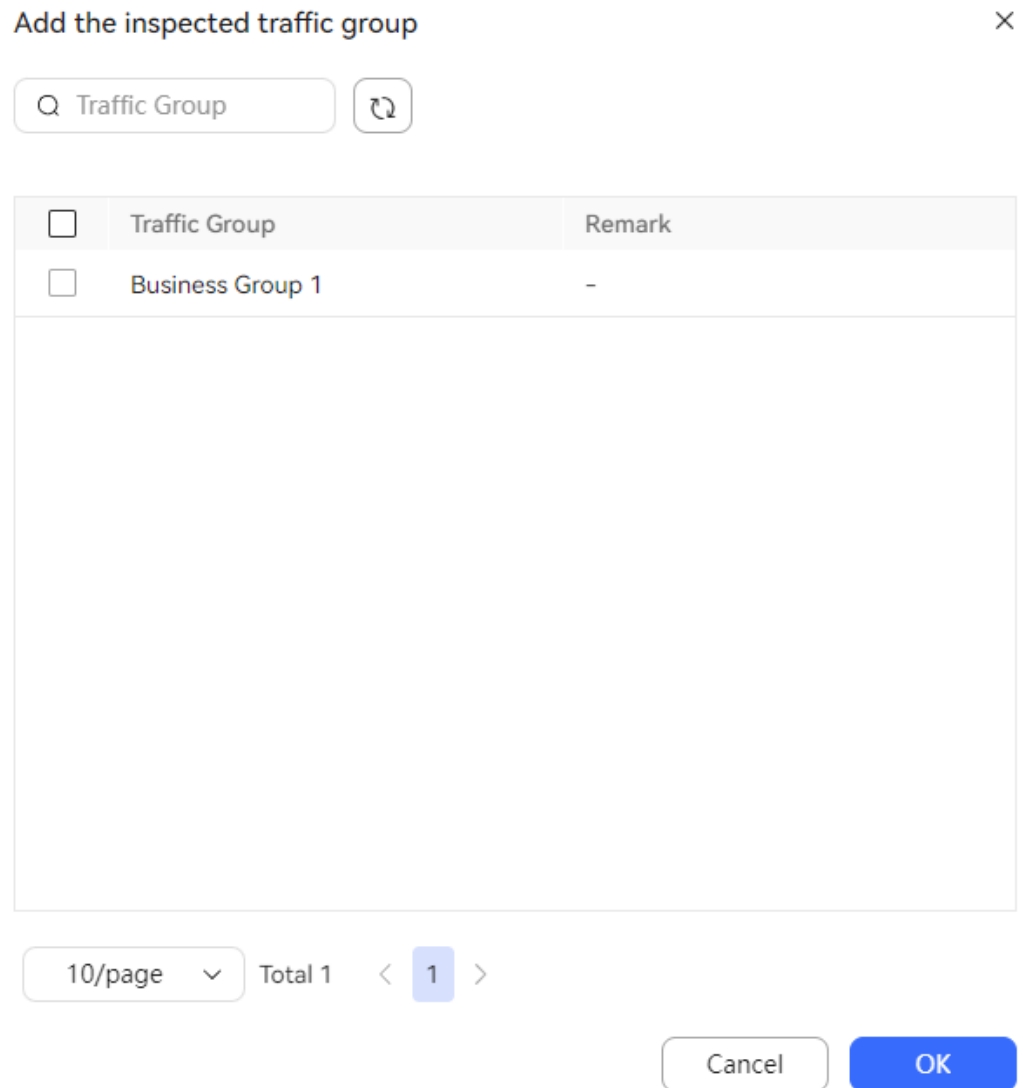 Add the inspected traffic group
Traffic Group
Traffic Group Remark
Business Group 1 -
10/page Total 1 1
Cancel OK